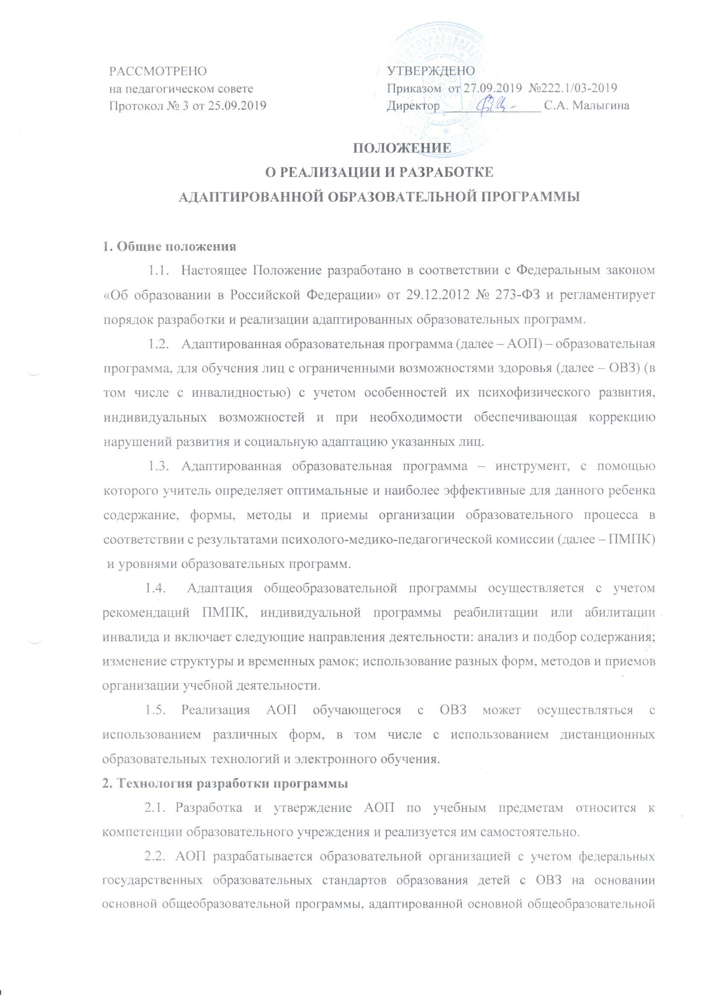 РАССМОТРЕНО
на педагогическом совете
Протокол № 3 от 25.09.2019
УТВЕРЖДЕНО
Приказом от 27.09.2019 №222.1/03-2019
Директор ________________ С.А. Малыгина
ПОЛОЖЕНИЕ
О РЕАЛИЗАЦИИ И РАЗРАБОТКЕ
АДАПТИРОВАННОЙ ОБРАЗОВАТЕЛЬНОЙ ПРОГРАММЫ
1. Общие положения
1.1. Настоящее Положение разработано в соответствии с Федеральным законом
«Об образовании в Российской Федерации» от 29.12.2012 № 273-ФЗ и регламентирует
порядок разработки и реализации адаптированных образовательных программ.
1.2. Адаптированная образовательная программа (далее – АОП) – образовательная
программа, для обучения лиц с ограниченными возможностями здоровья (далее – ОВЗ) (в
том числе с инвалидностью) с учетом особенностей их психофизического развития,
индивидуальных возможностей и при необходимости обеспечивающая коррекцию
нарушений развития и социальную адаптацию указанных лиц.
1.3. Адаптированная образовательная программа – инструмент, с помощью
которого учитель определяет оптимальные и наиболее эффективные для данного ребенка
содержание, формы, методы и приемы организации образовательного процесса в
соответствии с результатами психолого-медико-педагогической комиссии (далее – ПМПК)
и уровнями образовательных программ.
1.4. Адаптация общеобразовательной программы осуществляется с учетом
рекомендаций ПМПК, индивидуальной программы реабилитации или абилитации
инвалида и включает следующие направления деятельности: анализ и подбор содержания;
изменение структуры и временных рамок; использование разных форм, методов и приемов
организации учебной деятельности.
1.5. Реализация АОП обучающегося с ОВЗ может осуществляться с
использованием различных форм, в том числе с использованием дистанционных
образовательных технологий и электронного обучения.
2. Технология разработки программы
2.1. Разработка и утверждение АОП по учебным предметам относится к
компетенции образовательного учреждения и реализуется им самостоятельно.
2.2. АОП разрабатывается образовательной организацией с учетом федеральных
государственных образовательных стандартов образования детей с ОВЗ на основании
основной общеобразовательной программы, адаптированной основной общеобразовательной